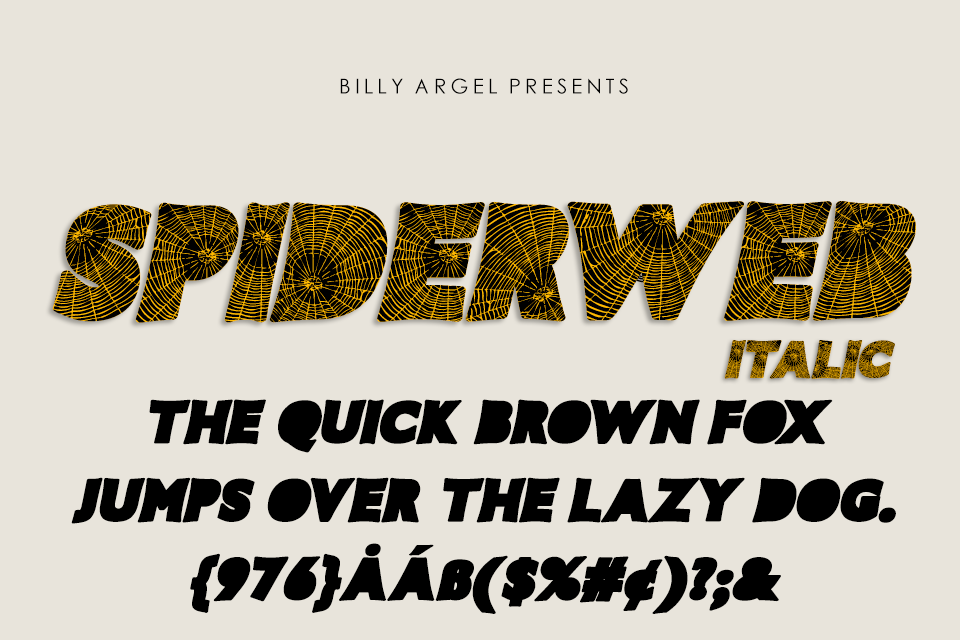 BILLY ARGEL PRESENTS
SPIDERWEB
ITALIC
THE QUICK BROWN FOX
JUMPS OVER THE LAZY DOG.
{976}ÅÁß($%#¢)?;&